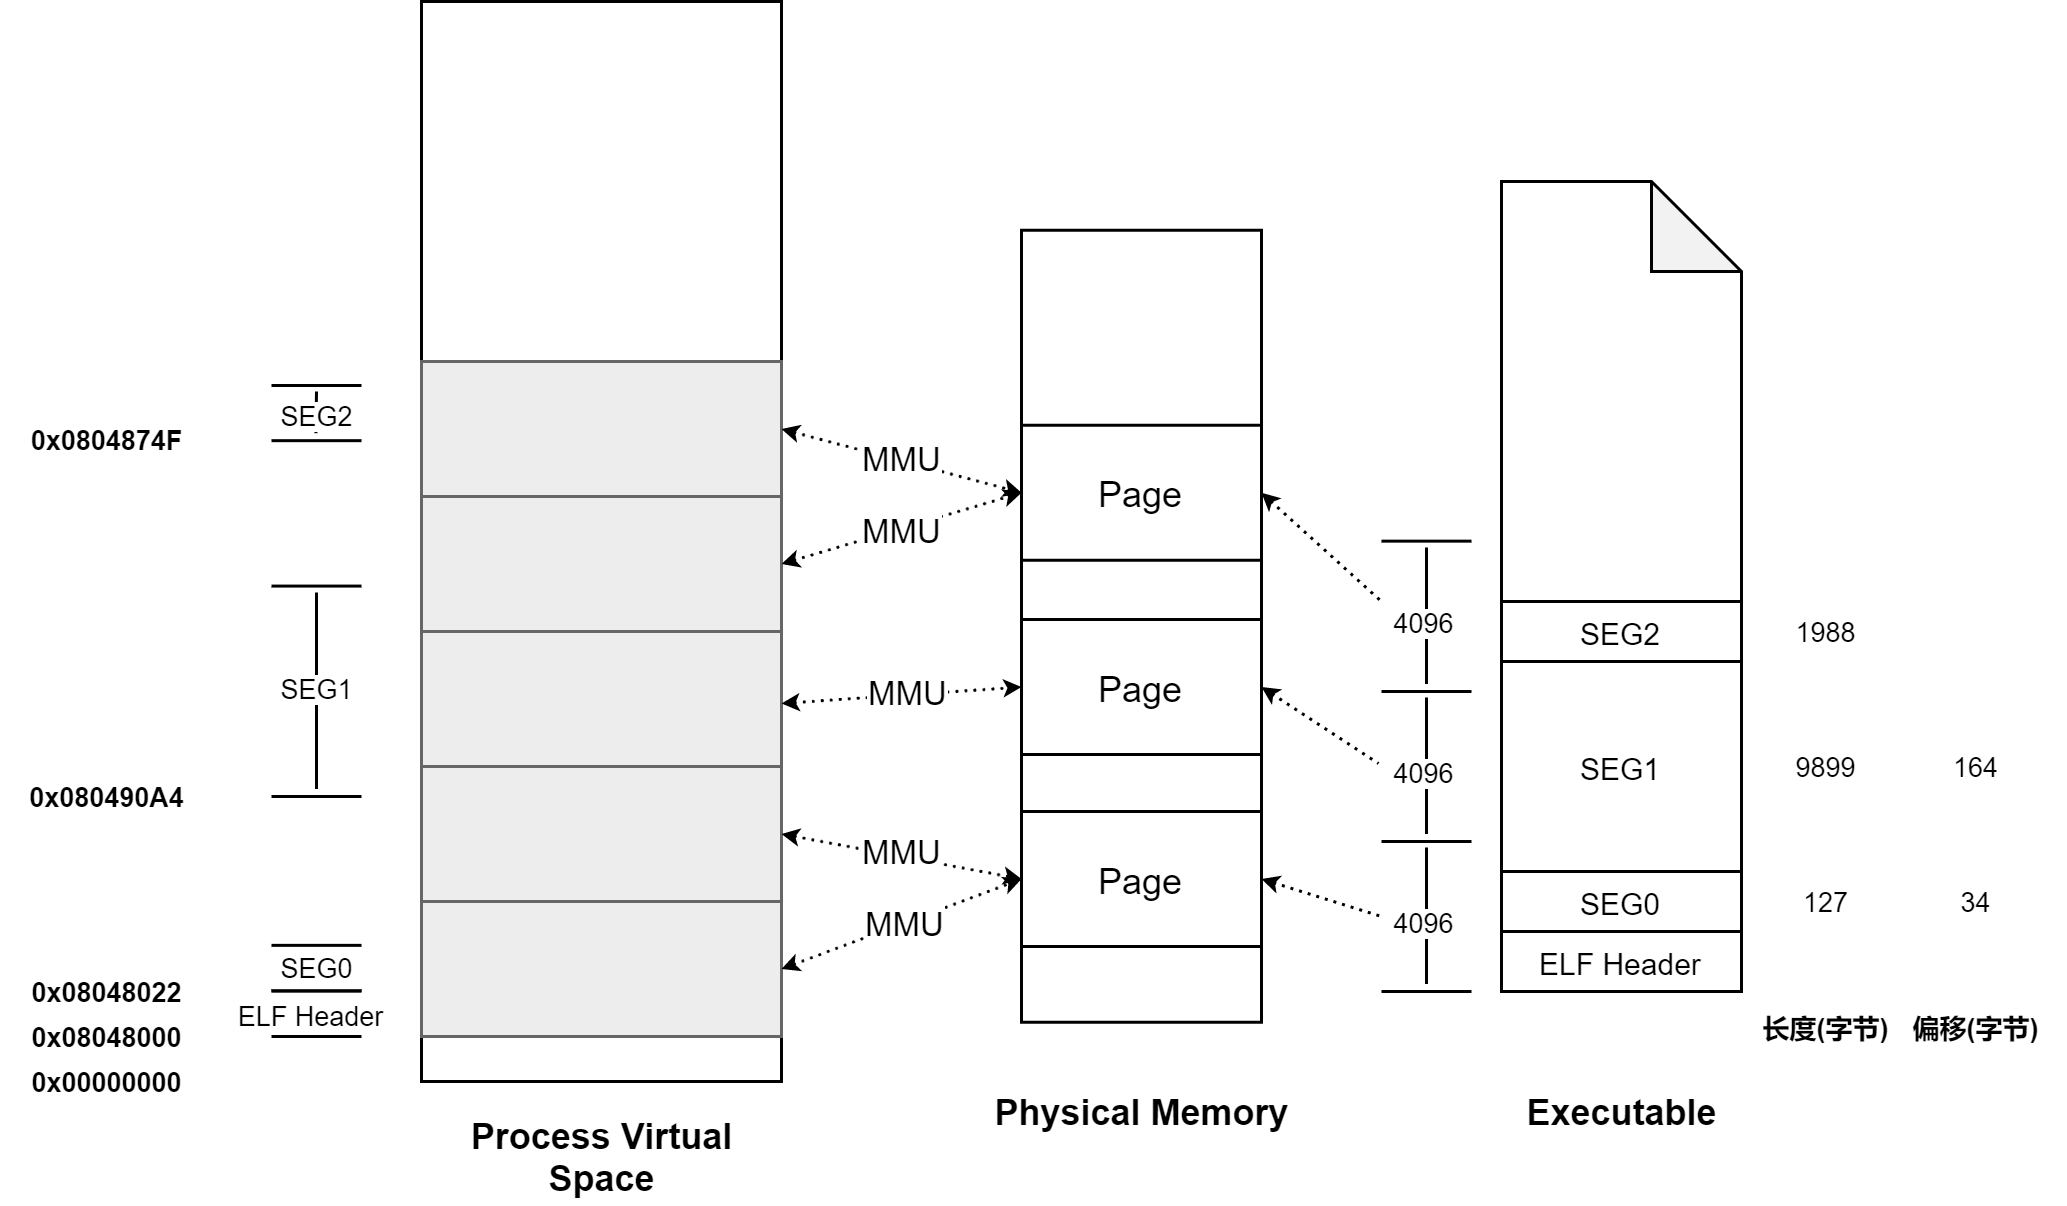 SEG2
0x0804874F
MMU
MMU
Page
4096
SEG2
1988
SEG1
MMU
Page
4096
SEG1
9899
164
0x080490A4
MMU
MMU
Page
4096
SEG0
127
34
SEG0
0x08048022
ELF Header
0x08048000
0x00000000
ELF Header
长度(字节)
偏移(字节)
Process Virtual
Space
Physical Memory
Executable